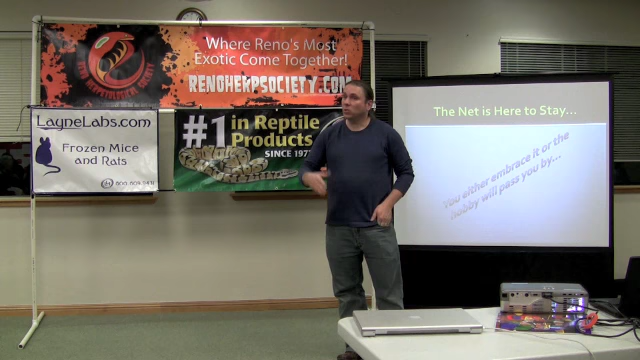 Where Reno's Most
Exotic Come Together!
RENOHERPSOCIETY.COM
LayneLabs.com
Frozen Mice
and Rats
#1 in Reptile
Products
SINCE 197
The Net is Here to Stay...
You either embrace it or the
hobby will pass you by...